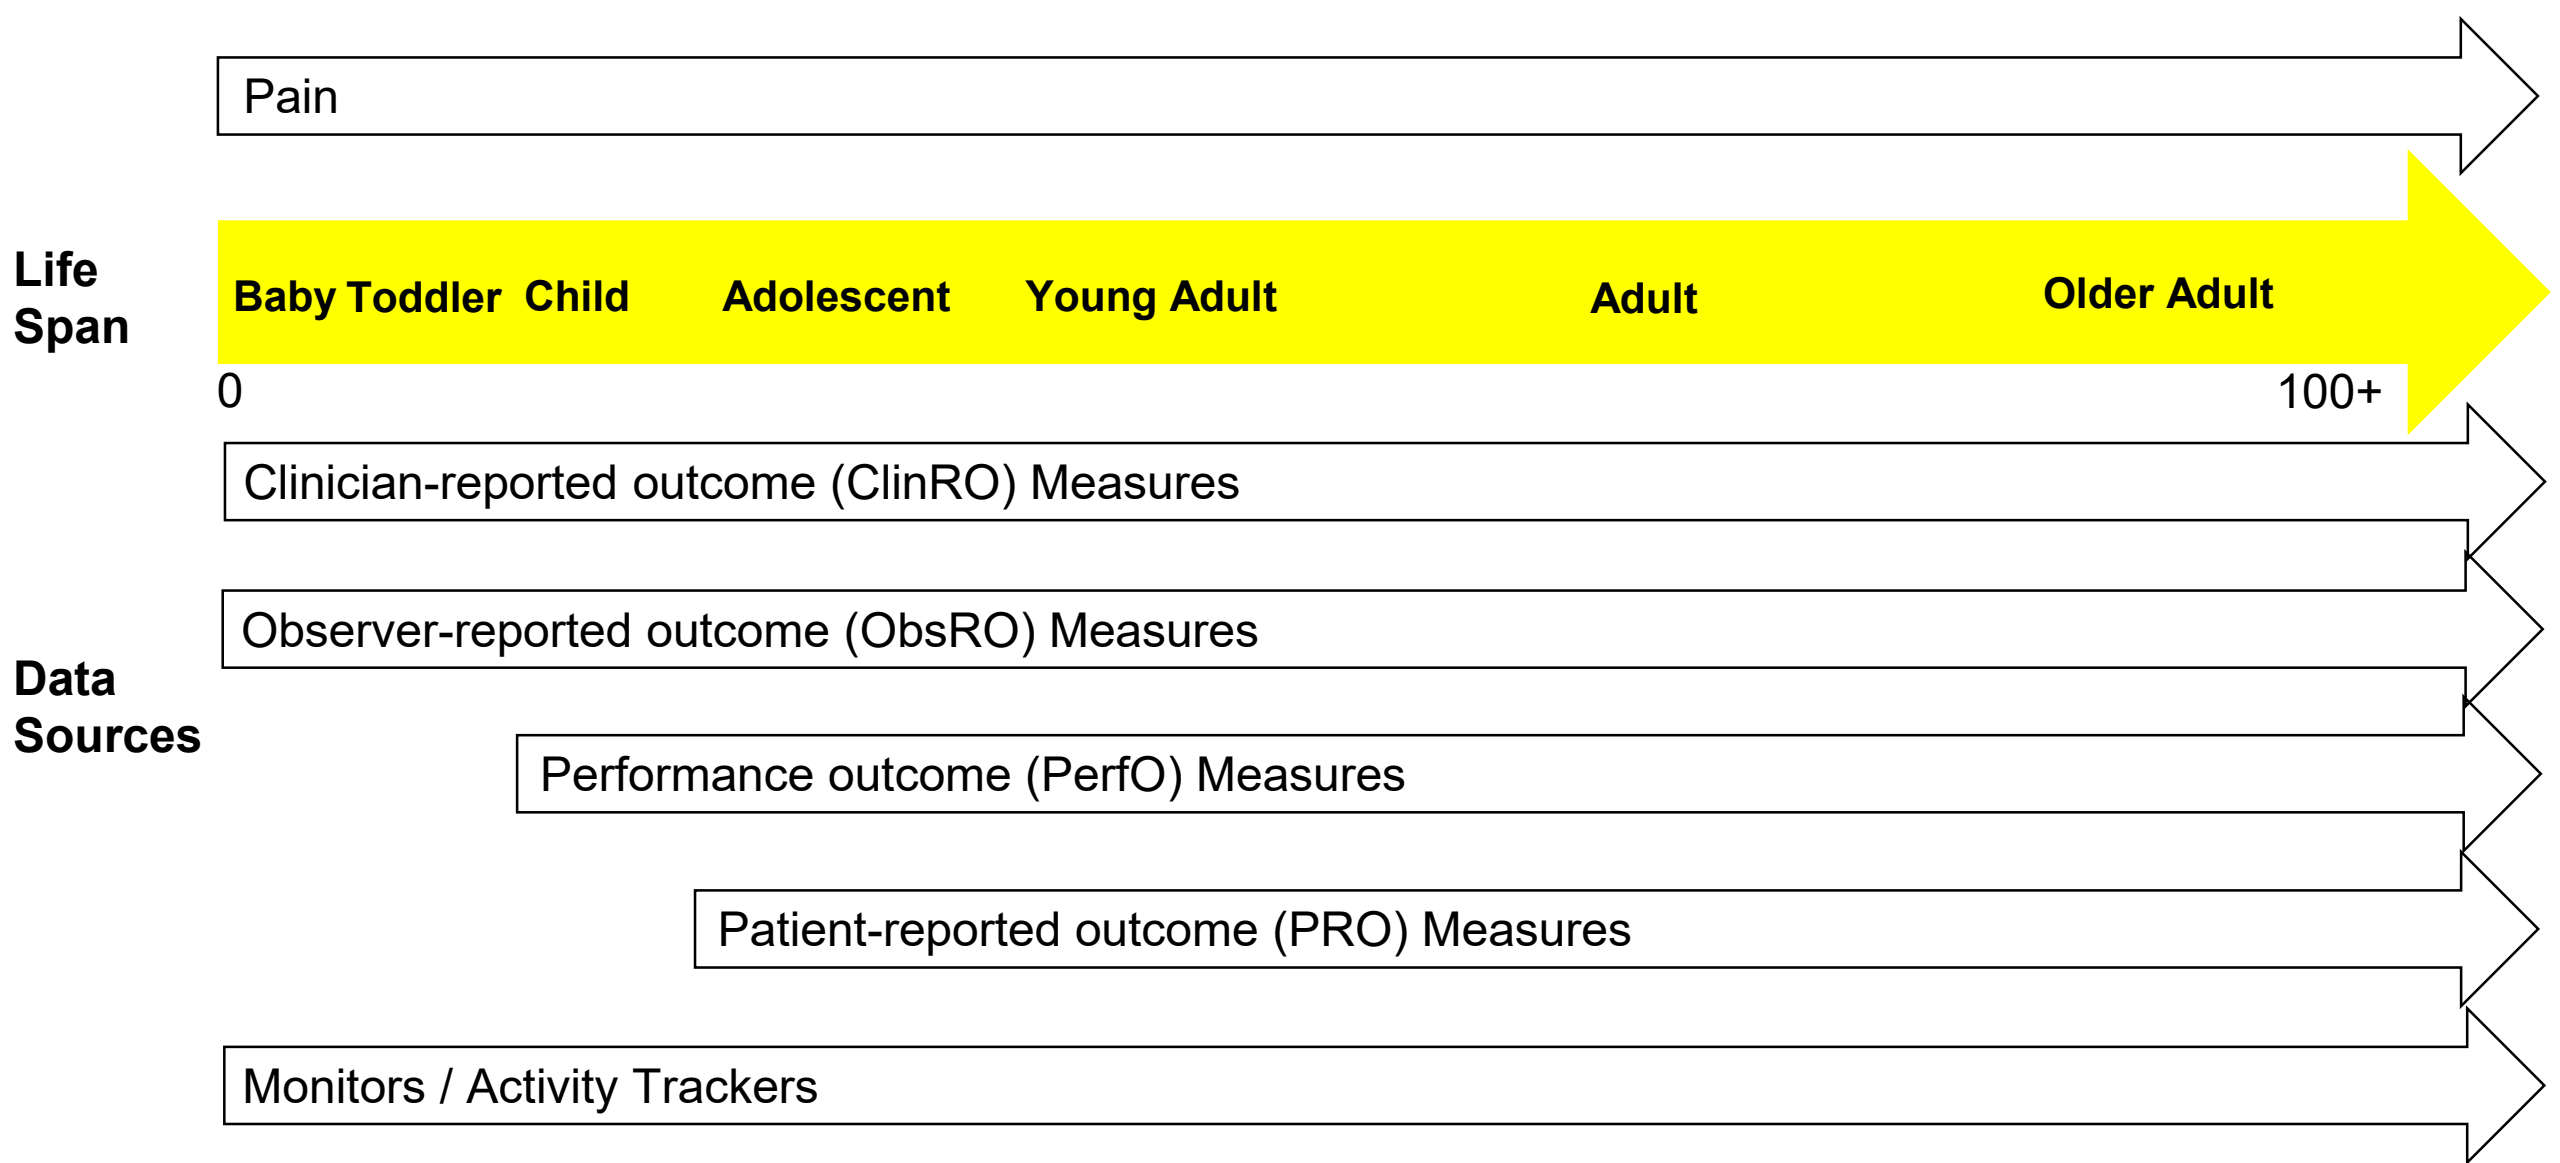 Pain
Life
Span
Baby Toddler Child Adolescent Young Adult Adult Older Adult
0 100+
Clinician-reported outcome (ClinRO) Measures
Observer-reported outcome (ObsRO) Measures
Data
Sources
Performance outcome (PerfO) Measures
Patient-reported outcome (PRO) Measures
Monitors / Activity Trackers